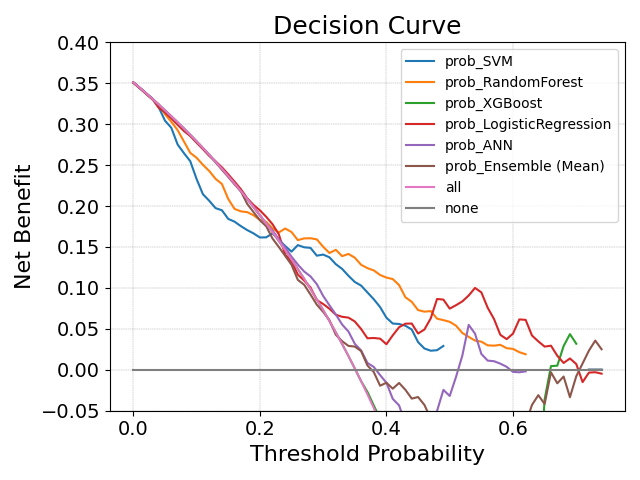 Decision Curve
0.40
0.35
0.30
0.25
0.20
0.15
0.10
0.05
0.00
−0.05
Net Benefit
prob_SVM
prob_RandomForest
prob_XGBoost
prob_LogisticRegression
prob_ANN
prob_Ensemble (Mean)
all
none
0.0 0.2 0.4 0.6
Threshold Probability